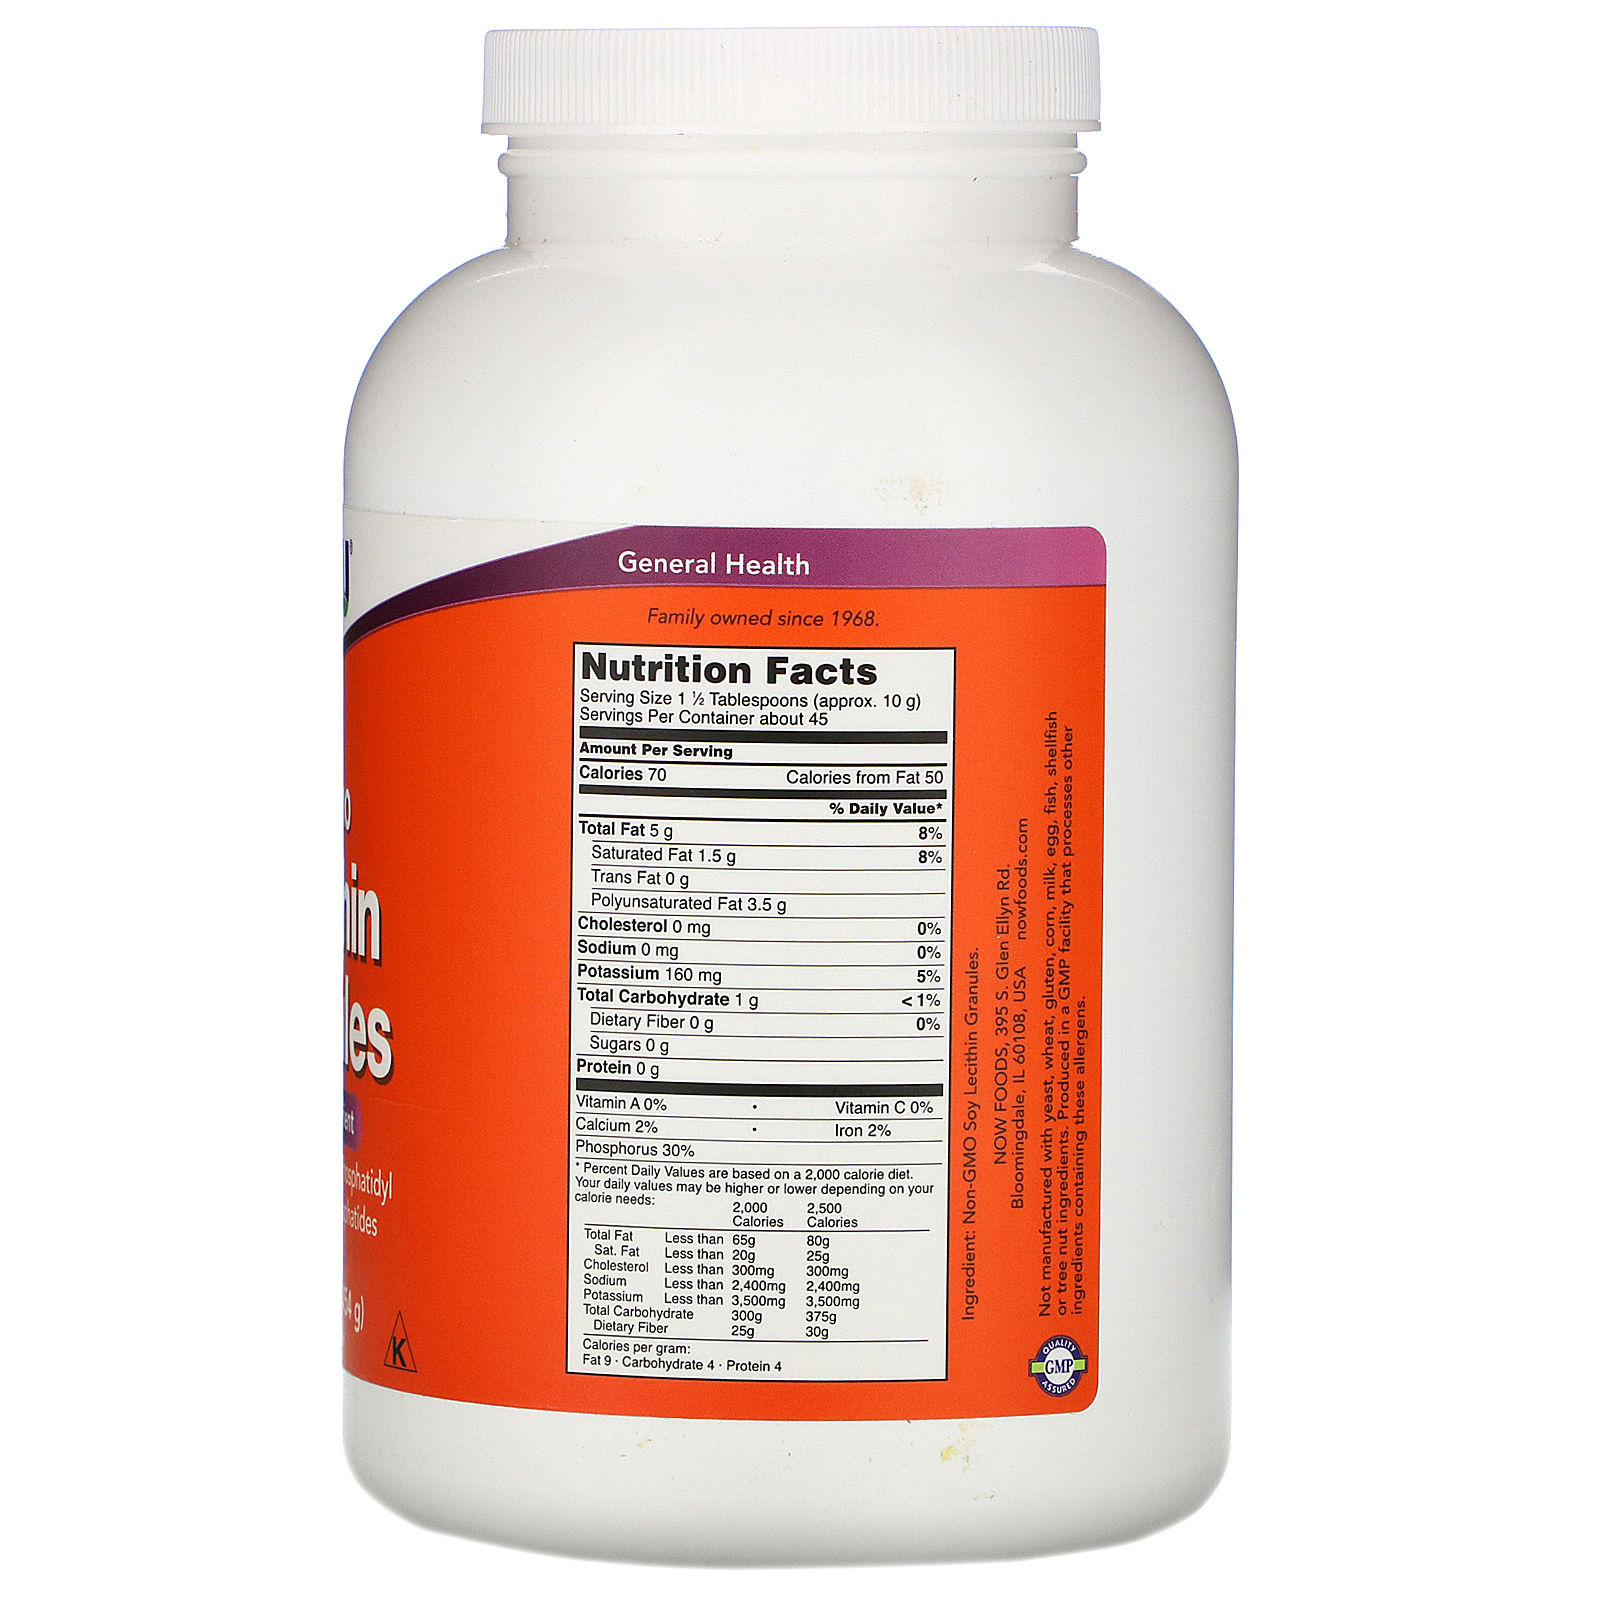 ®
General Health
Family owned since 1968.
Nutrition Facts
Serving Size 1 ½ Tablespoons (approx. 10 g)
Servings Per Container about 45
Amount Per Serving
Calories 70 Calories from Fat 50
% Daily Value*
Total Fat 5 g 8%
Saturated Fat 1.5 g 8%
Trans Fat 0 g
Polyunsaturated Fat 3.5 g
Cholesterol 0 mg 0%
Sodium 0 mg 0%
Potassium 160 mg 5%
Total Carbohydrate 1 g < 1%
Dietary Fiber 0 g 0%
Sugars 0 g
Protein 0 g
Vitamin A 0% • Vitamin C 0%
Calcium 2% • Iron 2%
Phosphorus 30%
* Percent Daily Values are based on a 2,000 calorie diet.
Your daily values may be higher or lower depending on your
calorie needs:
2,000 2,500
Calories Calories
Total Fat Less than 65g 80g
Sat. Fat Less than 20g 25g
Cholesterol Less than 300mg 300mg
Sodium Less than 2,400mg 2,400mg
Potassium Less than 3,500mg 3,500mg
Total Carbohydrate 300g 375g
Dietary Fiber 25g 30g
Calories per gram:
Fat 9 · Carbohydrate 4 · Protein 4
Ingredient: Non-GMO Soy Lecithin Granules.
NOW FOODS, 395 S. Glen Ellyn Rd.
Bloomingdale, IL 60108, USA nowfoods.com
Not manufactured with yeast, wheat, gluten, corn, milk, egg, fish, shellfish
or tree nut ingredients. Produced in a GMP facility that processes other
ingredients containing these allergens.
QUALITY
GMP
ASSURED
54 g)
K